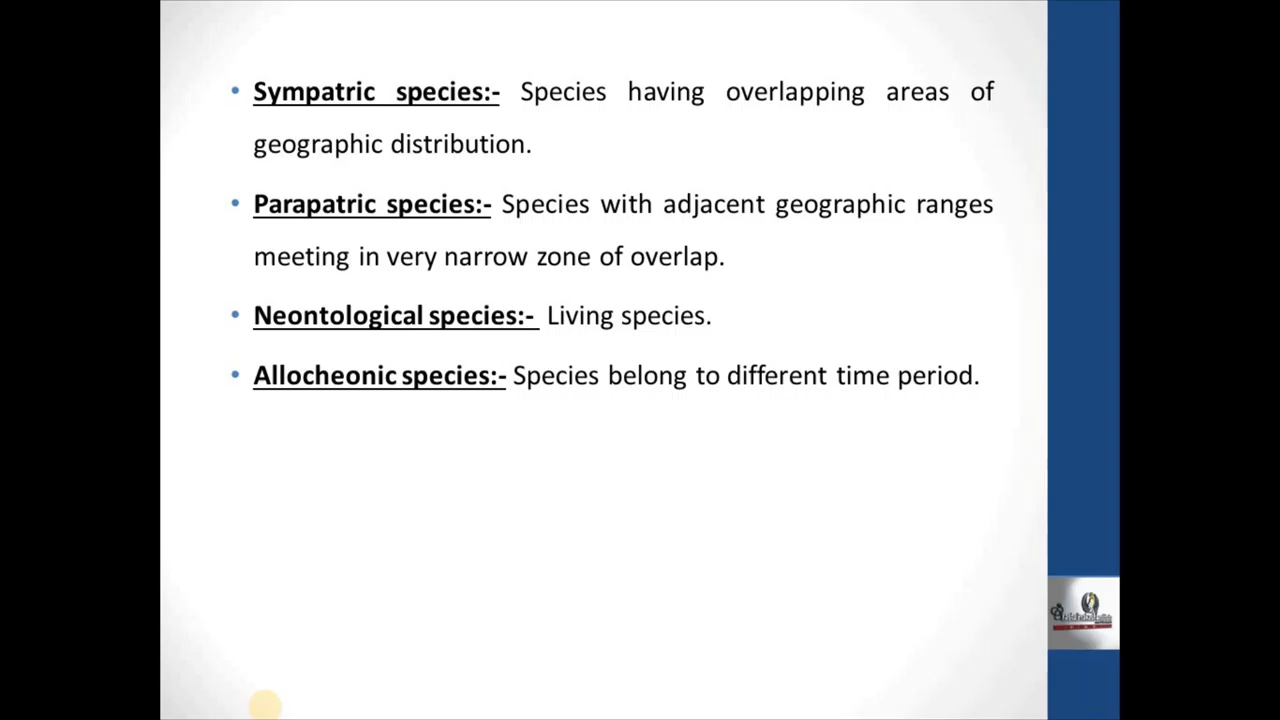 • Sympatric species:- Species having overlapping areas of
geographic distribution.
• Parapatric species:- Species with adjacent geographic ranges
meeting in very narrow zone of overlap.
• Neontological species:- Living species.
• Allocheonic species:- Species belong to different time period.